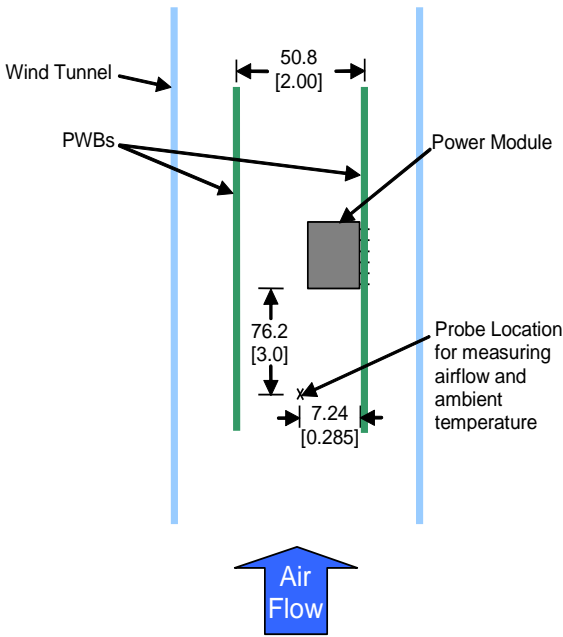 50.8
[2.00]
Wind Tunnel
PWBs
Power Module
76.2
[3.0]
Probe Location
for measuring
airflow and
ambient
temperature
x
7.24
[0.285]
Air
Flow